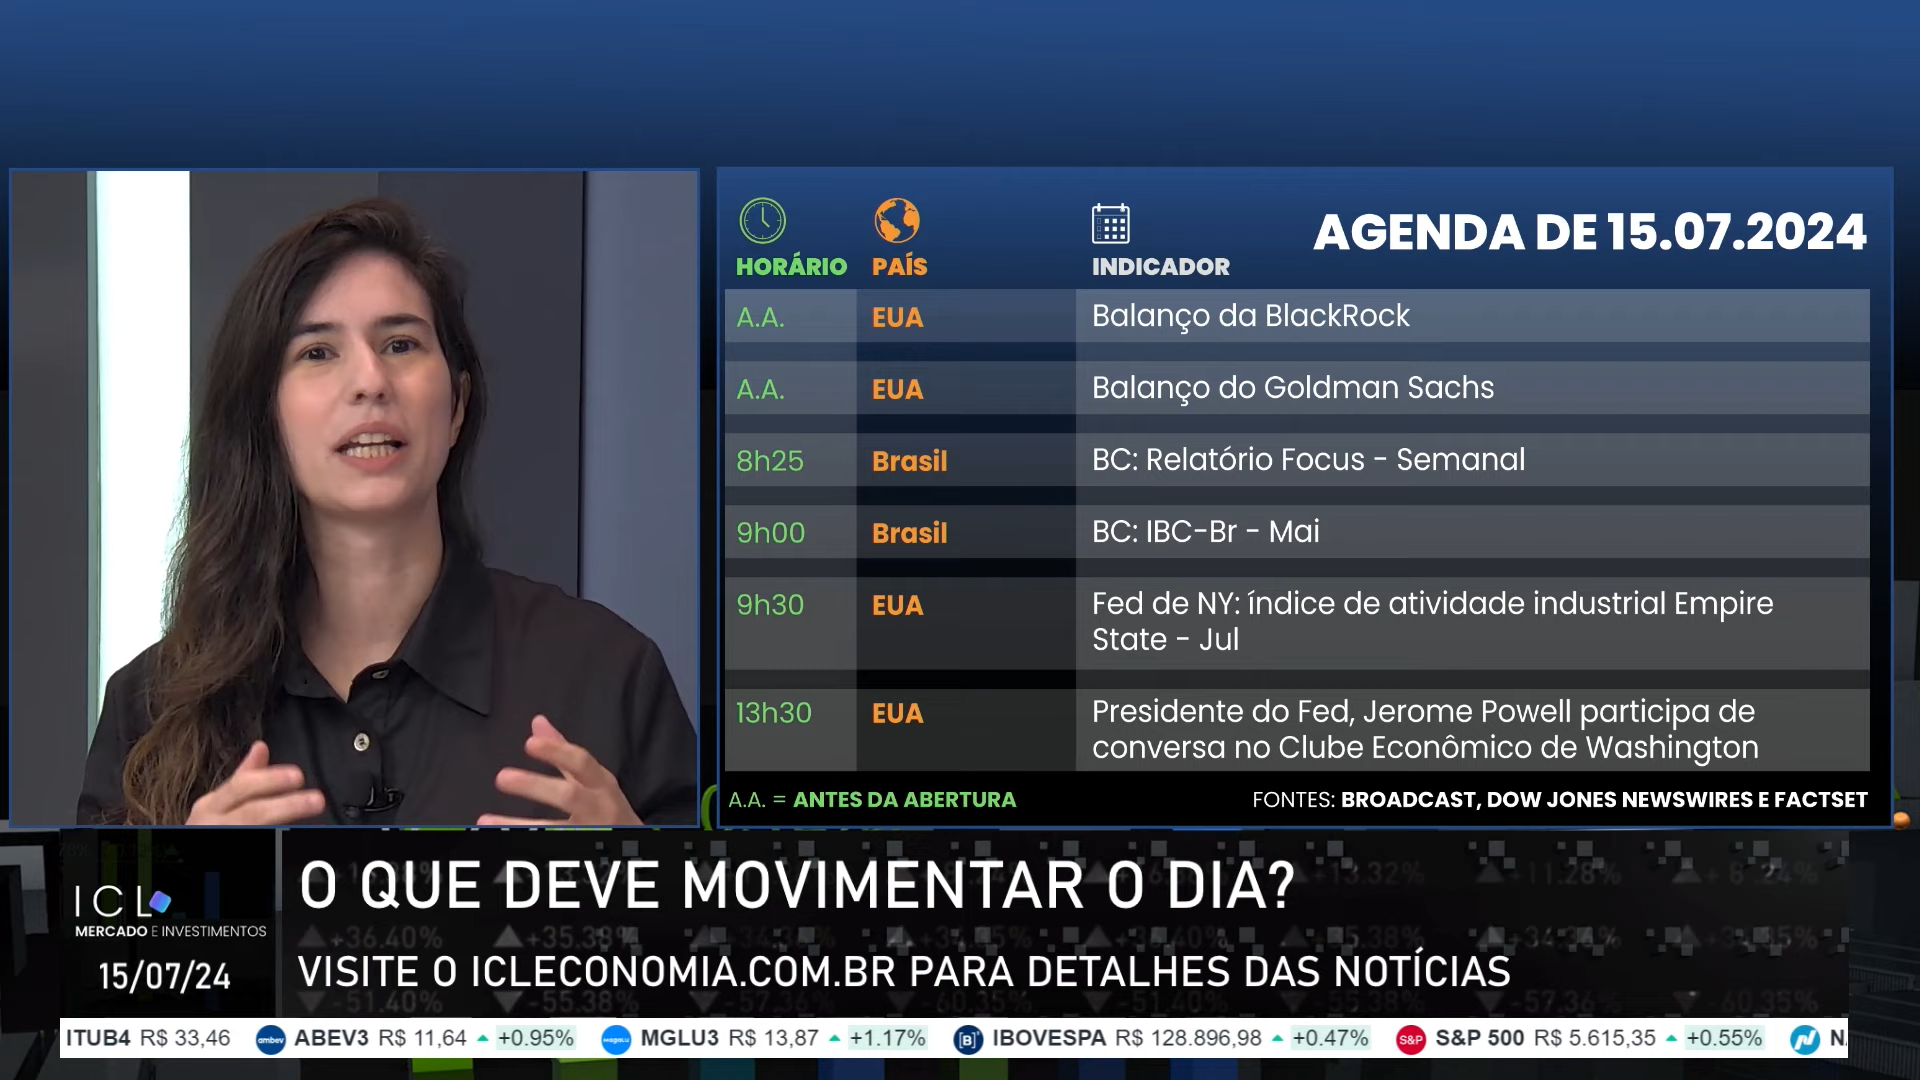 HORÁRIO PAÍS INDICADOR AGENDA DE 15.07.2024
A.A. EUA Balanço da BlackRock
A.A. EUA Balanço do Goldman Sachs
8h25 Brasil BC: Relatório Focus - Semanal
9h00 Brasil BC: IBC-Br - Mai
9h30 EUA Fed de NY: índice de atividade industrial Empire
State - Jul
13h30 EUA Presidente do Fed, Jerome Powell participa de
conversa no Clube Econômico de Washington
A.A. = ANTES DA ABERTURA FONTES: BROADCAST, DOW JONES NEWSWIRES E FACTSET
O QUE DEVE MOVIMENTAR O DIA?
ICL
MERCADO E INVESTIMENTOS
15/07/24
VISITE O ICLECONOMIA.COM.BR PARA DETALHES DAS NOTÍCIAS
ITUB4 R$ 33,46 ambev ABEV3 R$ 11,64 +0.95% MGLU3 R$ 13,87 +1.17% [B] IBOVESPA R$ 128.896,98 +0.47% S&P S&P 500 R$ 5.615,35 +0.55%